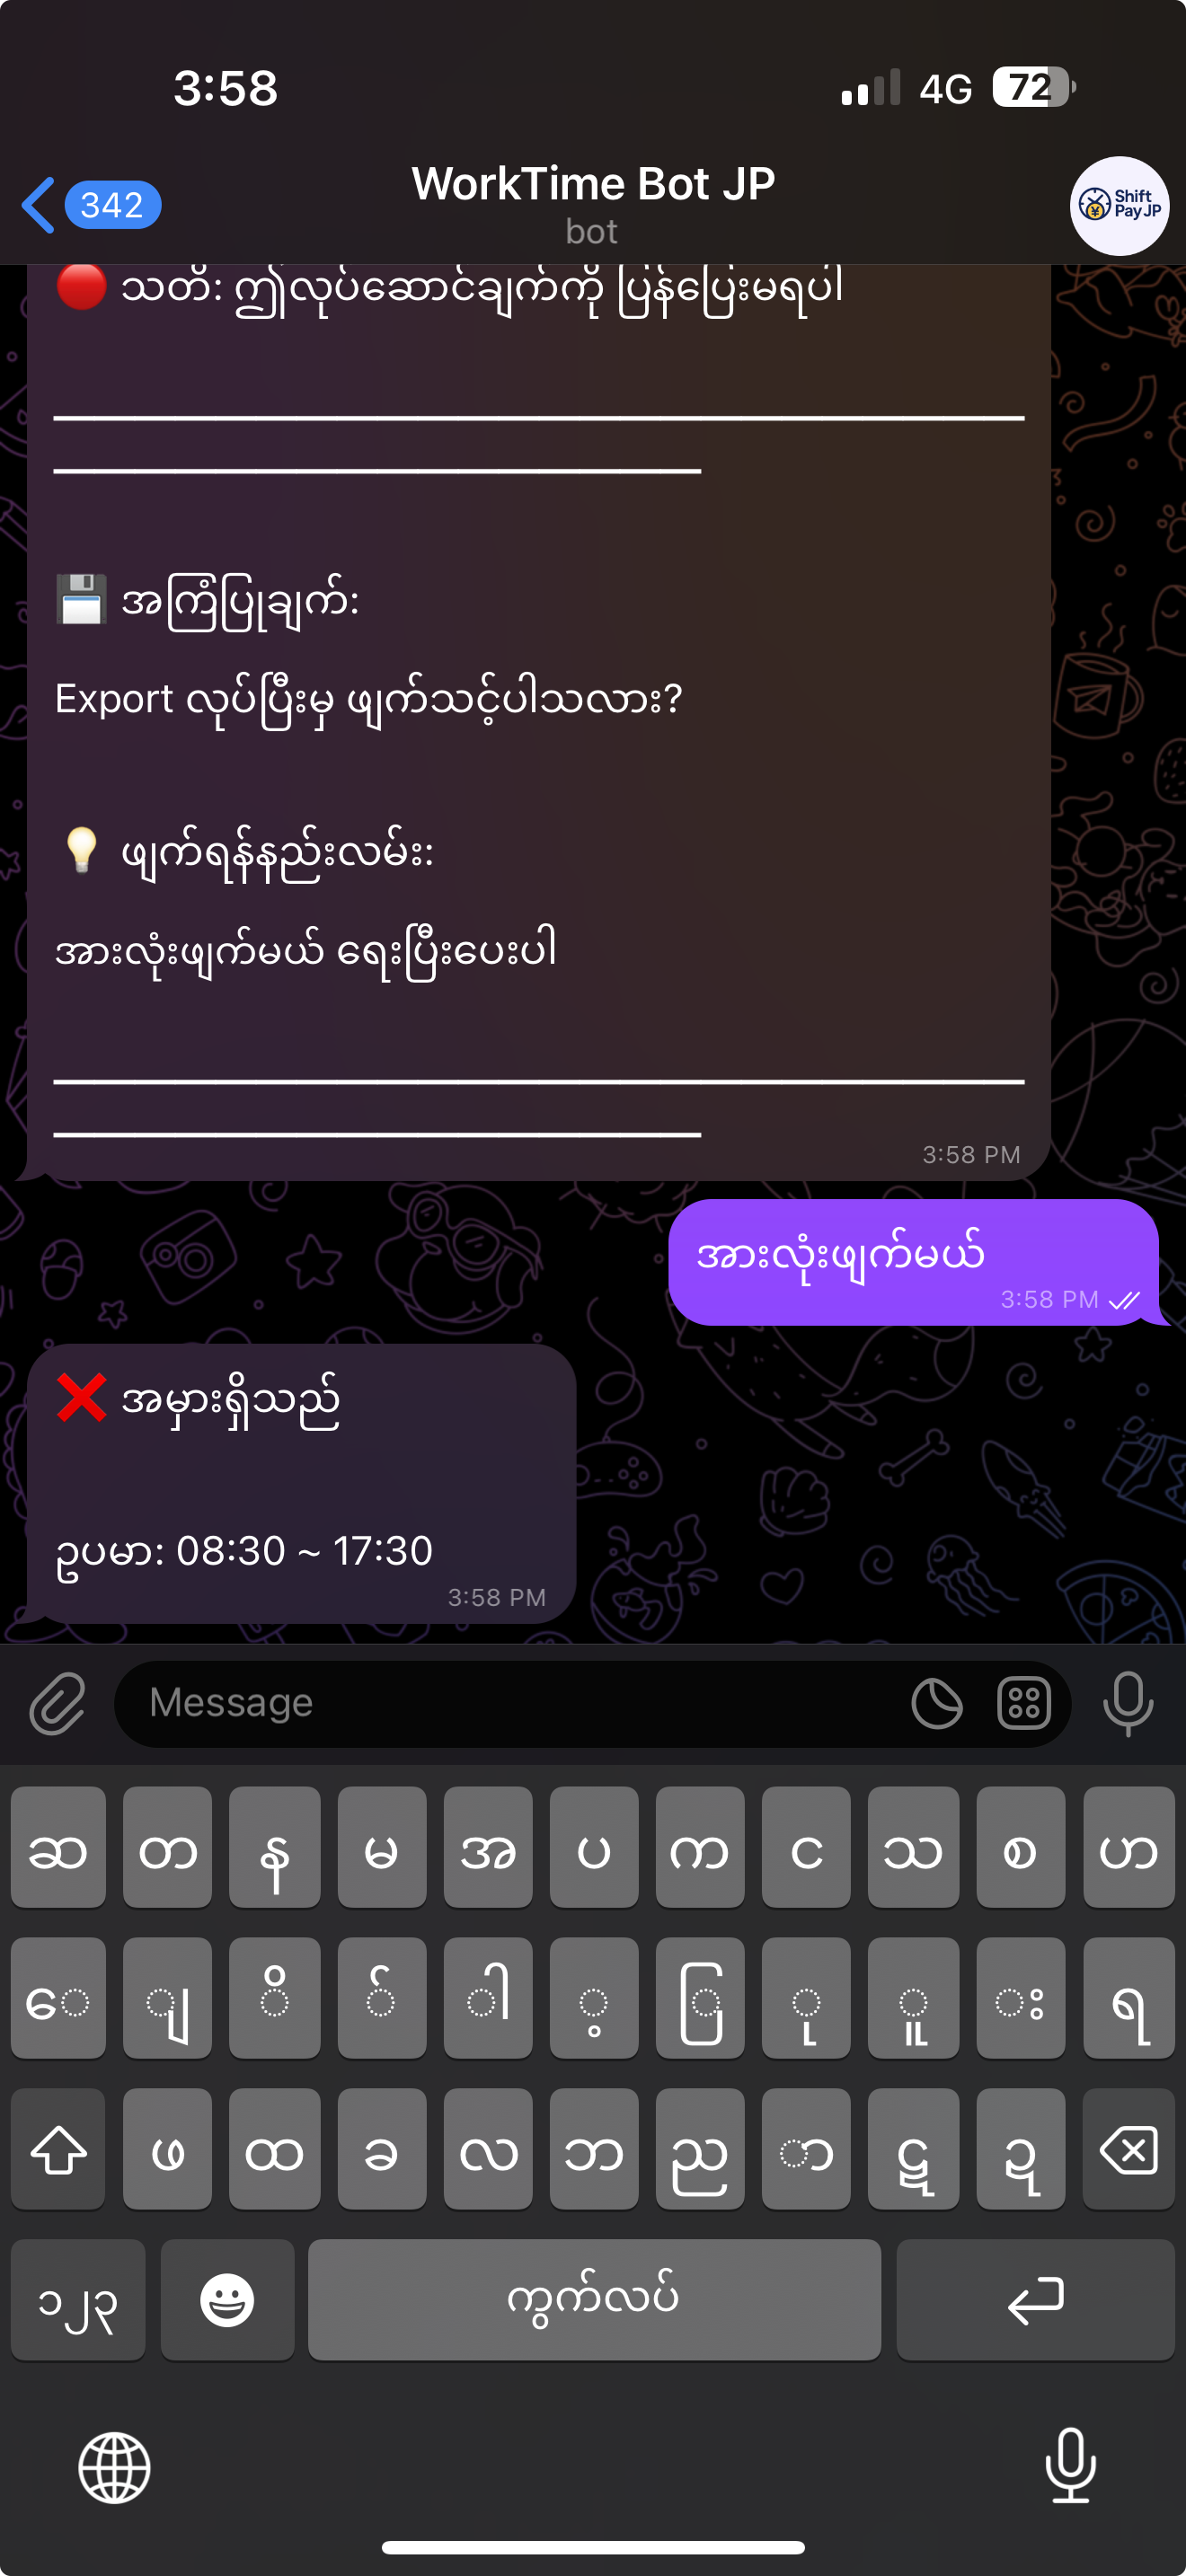 3:58
4G
72
342
WorkTime Bot JP
bot
Shift
Pay JP
သတိ: ဤလုပ်ဆောင်ချက်ကို ပြန်ပြေးမရပါ
အကြံပြုချက်:
Export လုပ်ပြီးမှ ဖျက်သင့်ပါသလား?
ဖျက်ရန်နည်းလမ်း:
အားလုံးဖျက်မယ် ရေးပြီးပေးပါ
3:58 PM
အားလုံးဖျက်မယ်
3:58 PM
အမှားရှိသည်
ဥပမာ: 08:30 ~ 17:30
3:58 PM
Message
ဆ တ န မ အ ပ က င သ စ ဟ
ေ ျ ိ ် ါ ့ ြ ု ူ း ရ
ဖ ထ ခ လ ဘ ည ာ ဋ ဍ
၁၂၃
ကွက်လပ်